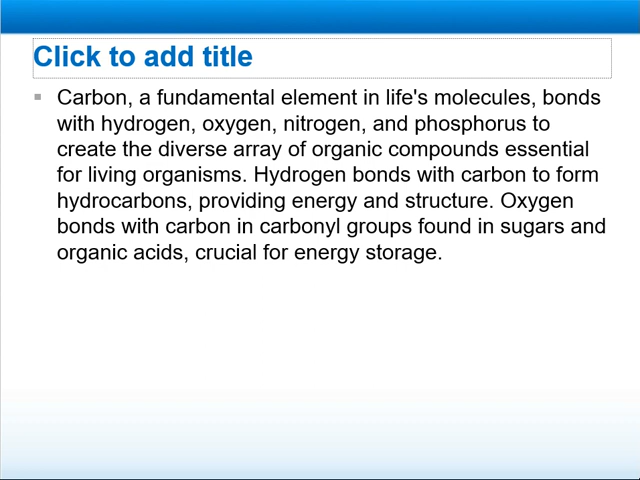 Click to add title
Carbon, a fundamental element in life's molecules, bonds
with hydrogen, oxygen, nitrogen, and phosphorus to
create the diverse array of organic compounds essential
for living organisms. Hydrogen bonds with carbon to form
hydrocarbons, providing energy and structure. Oxygen
bonds with carbon in carbonyl groups found in sugars and
organic acids, crucial for energy storage.